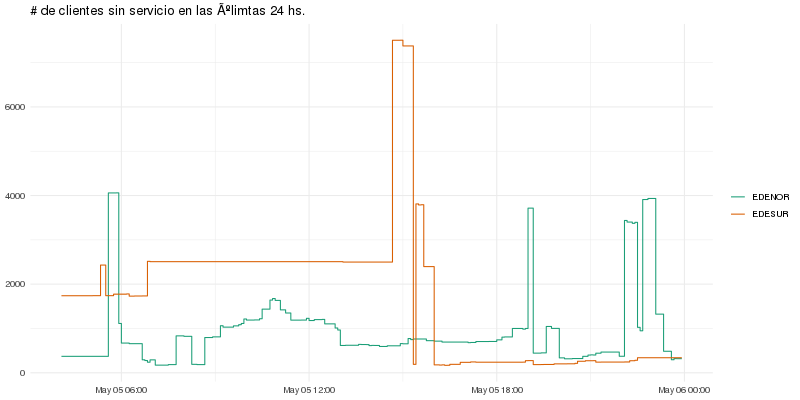 # de clientes sin servicio en las Ãºlimtas 24 hs.
6000
4000
2000
0
May 05 06:00
May 05 12:00
May 05 18:00
May 06 00:00
EDENOR
EDESUR